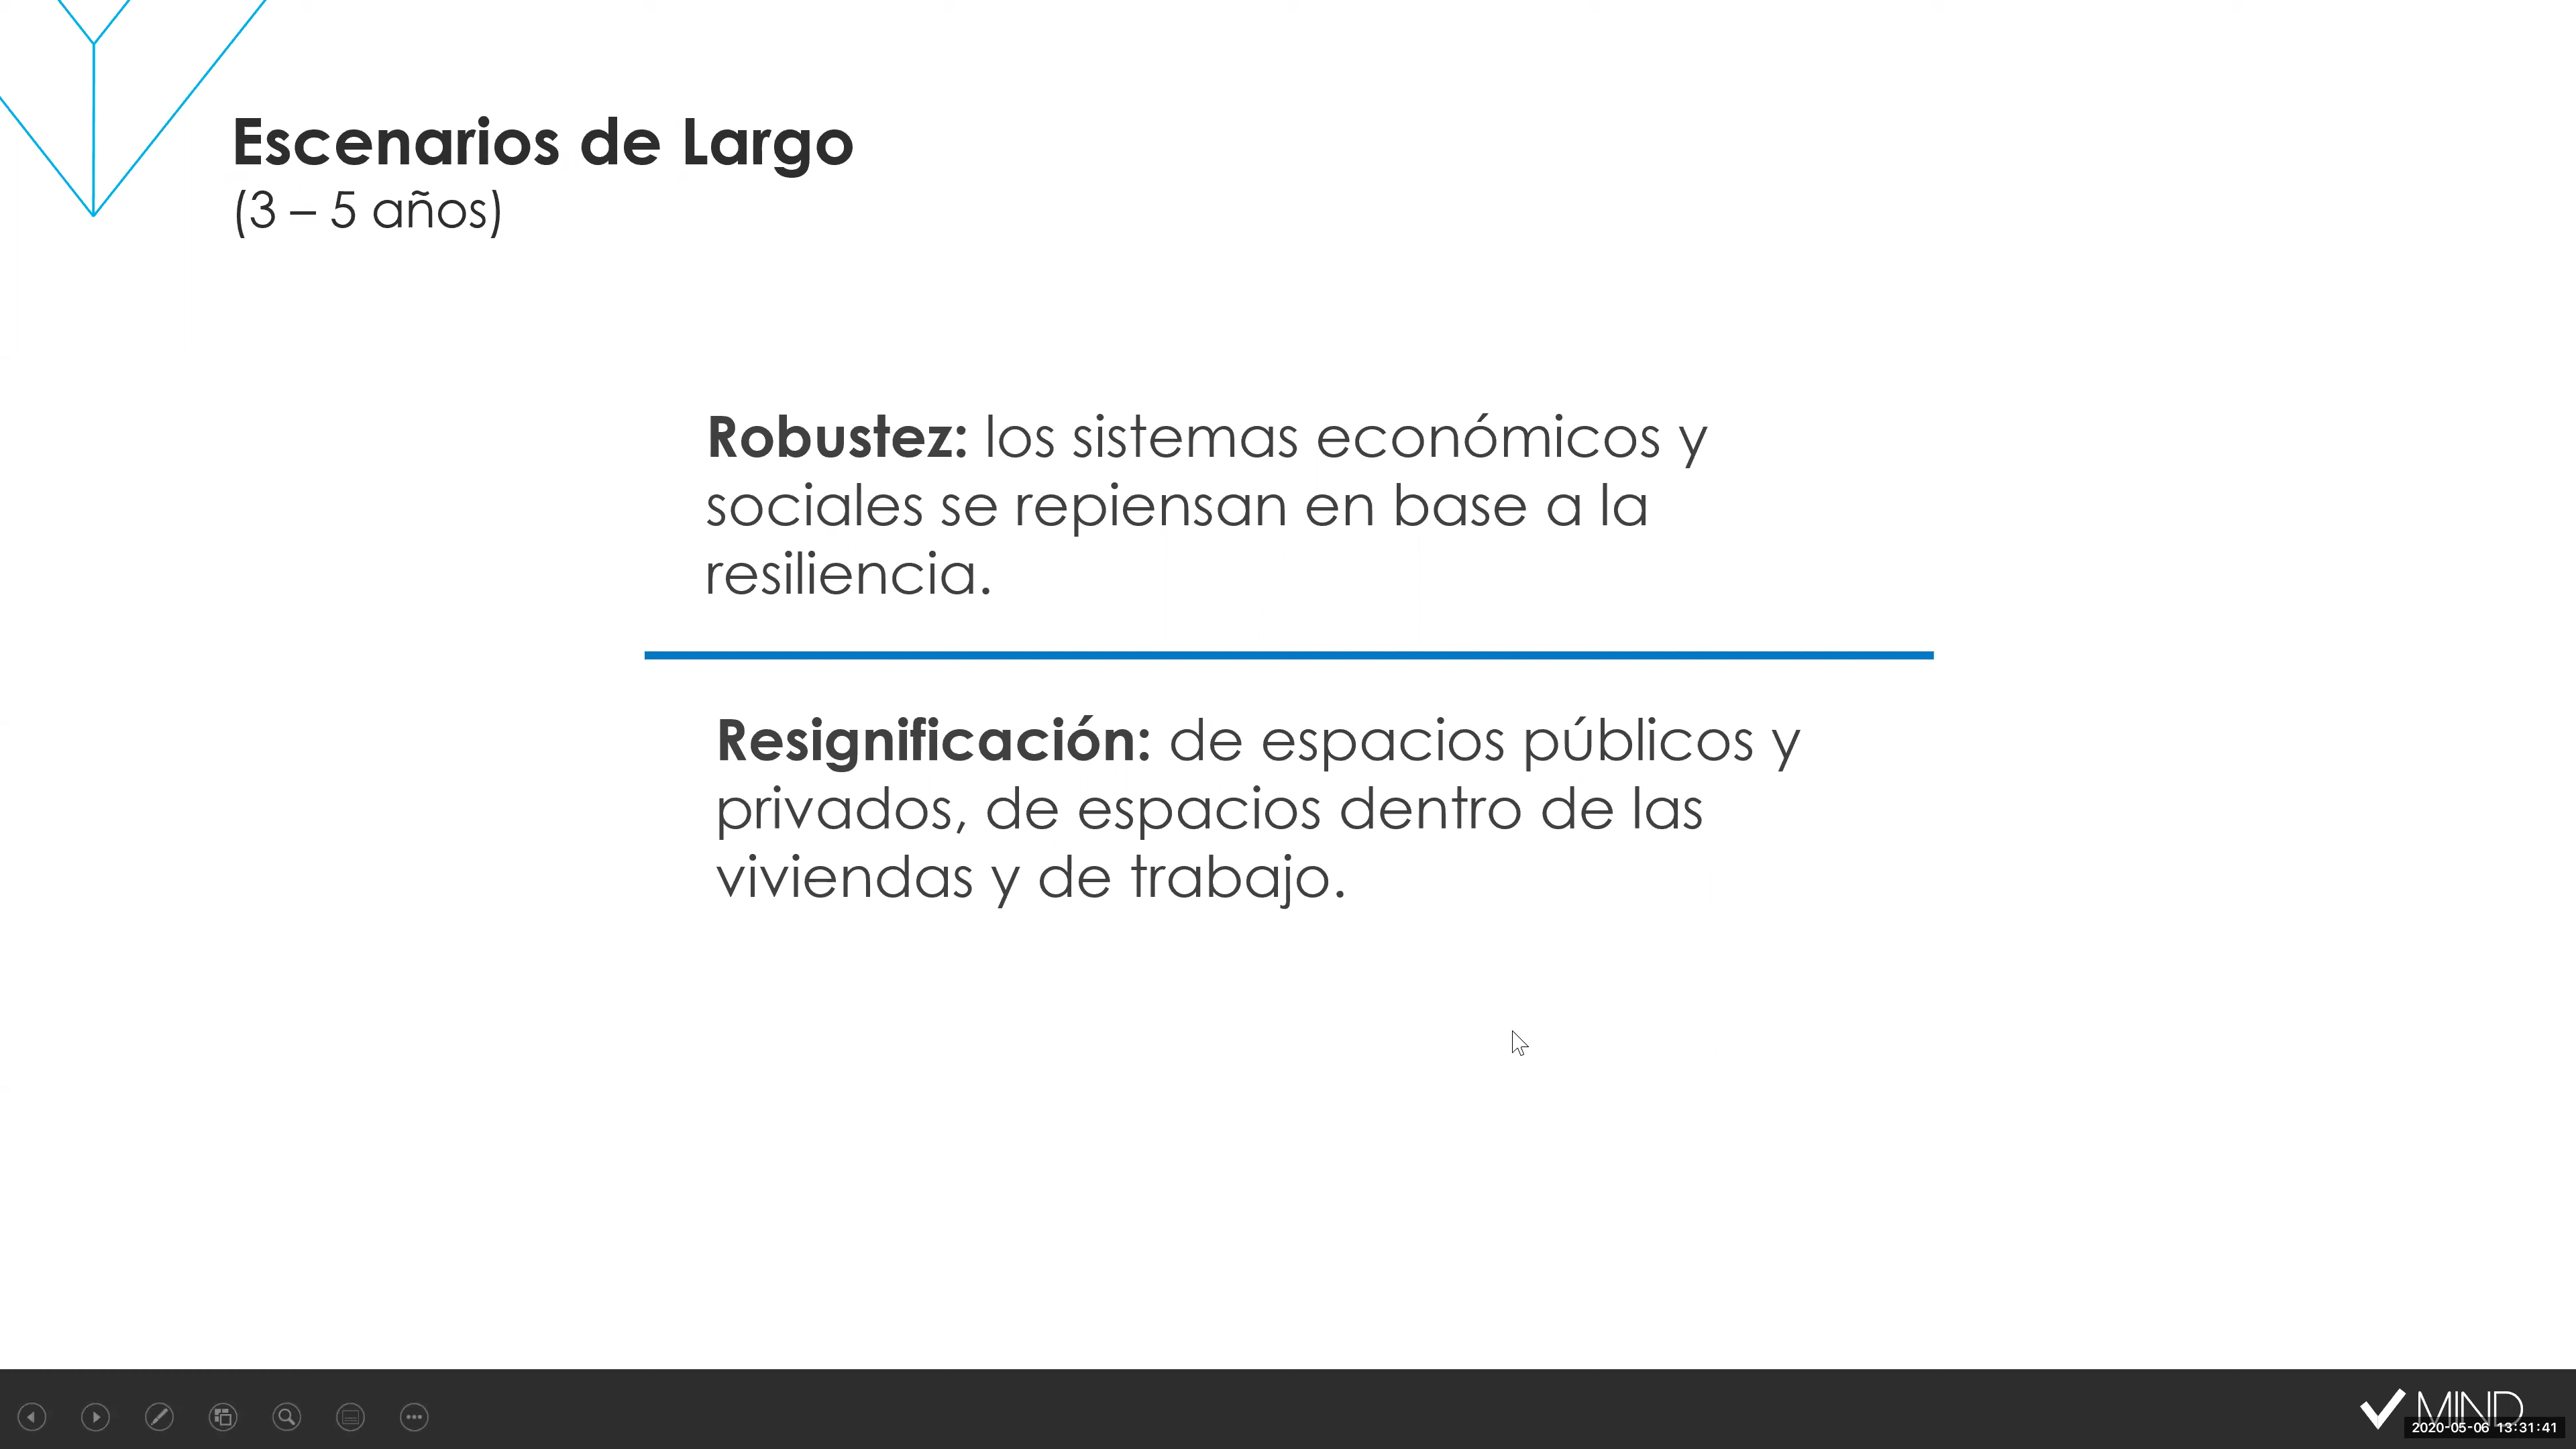 Escenarios de Largo
(3 – 5 años)
Robustez: los sistemas económicos y
sociales se repiensan en base a la
resiliencia.
Resignificación: de espacios públicos y
privados, de espacios dentro de las
viviendas y de trabajo.
MIND
2020-05-06 13:31:41